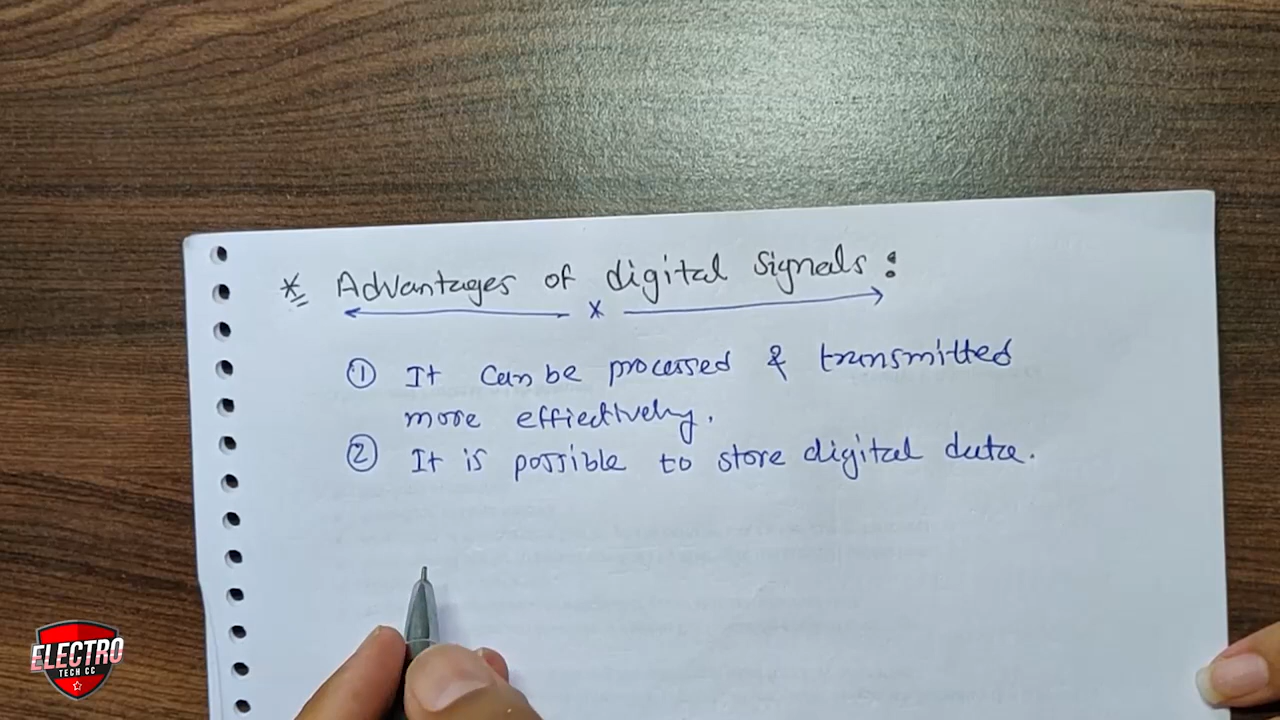 * Advantages of digital signals :
x
① It can be processed & transmitted
more effiectively.
② It is possible to store digital data.
ELECTRO
TECH CC